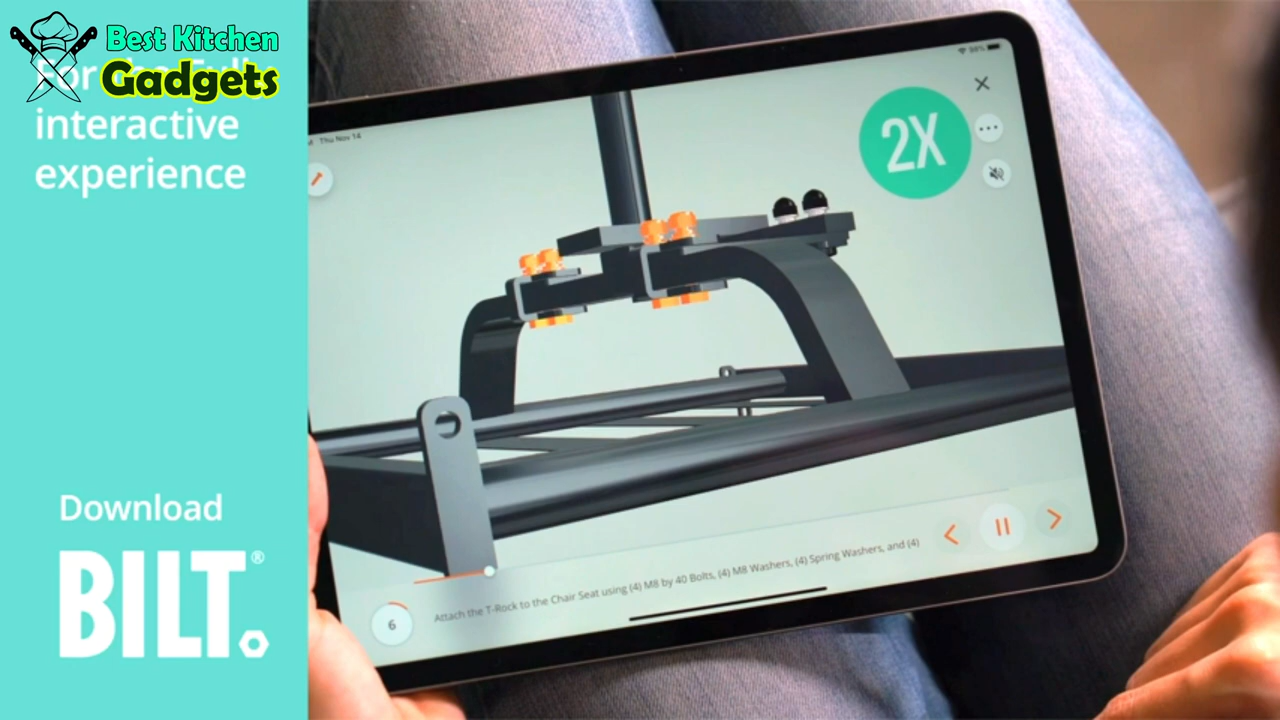 Best Kitchen
Gadgets
interactive
experience
Download
BILT.®
Thu Nov 14
2X
6
Attach the T-Rock to the Chair Seat using (4) M8 by 40 Bolts, (4) M8 Washers, (4) Spring Washers, and (4)